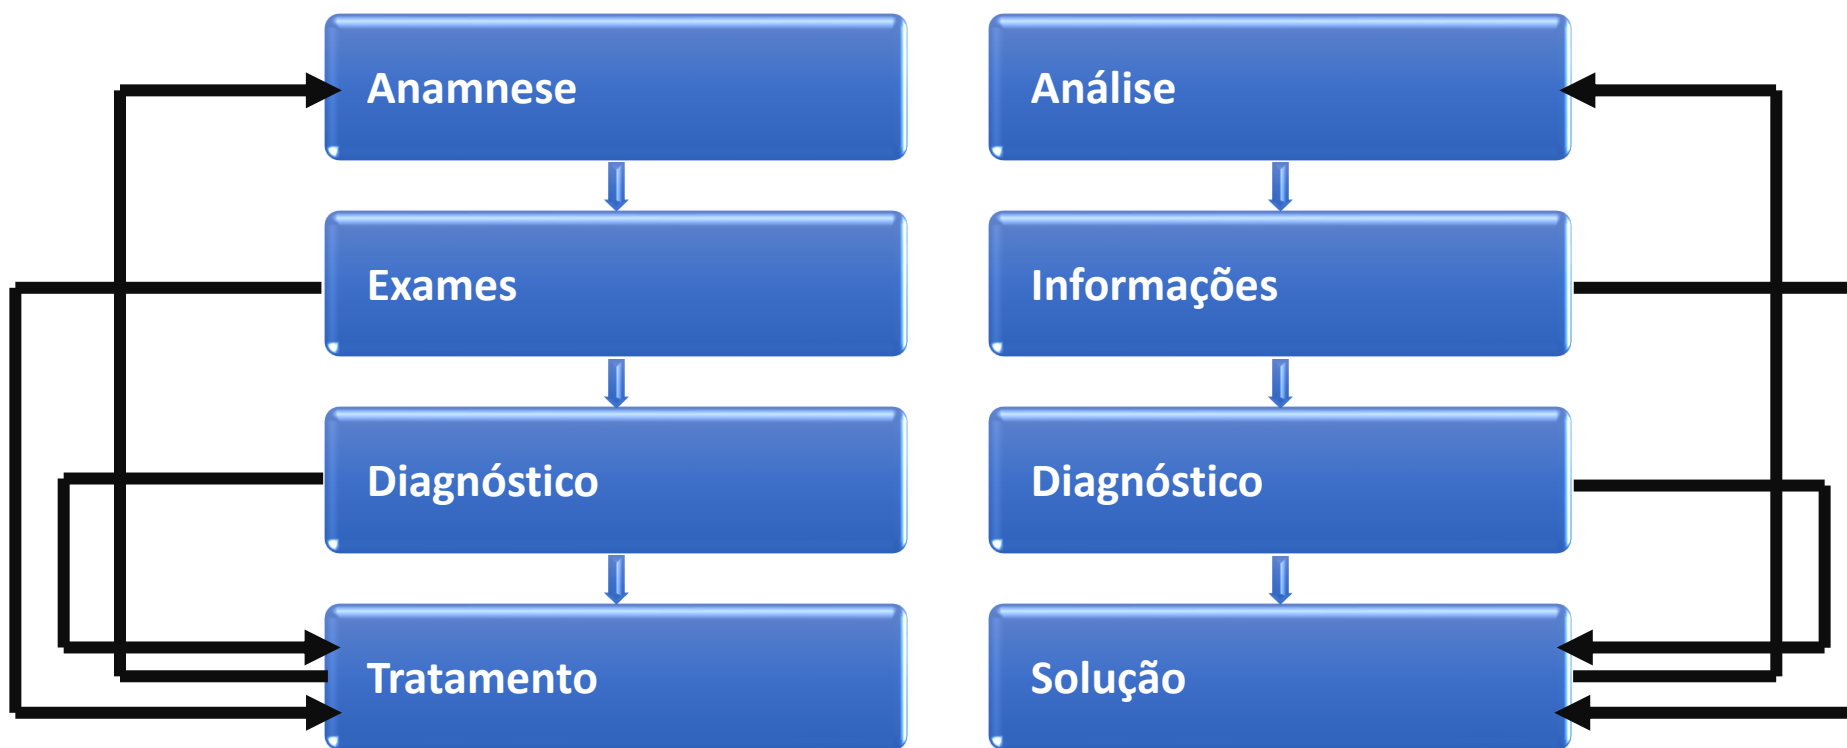 Anamnese
Exames
Diagnóstico
Tratamento
Análise
Informações
Diagnóstico
Solução